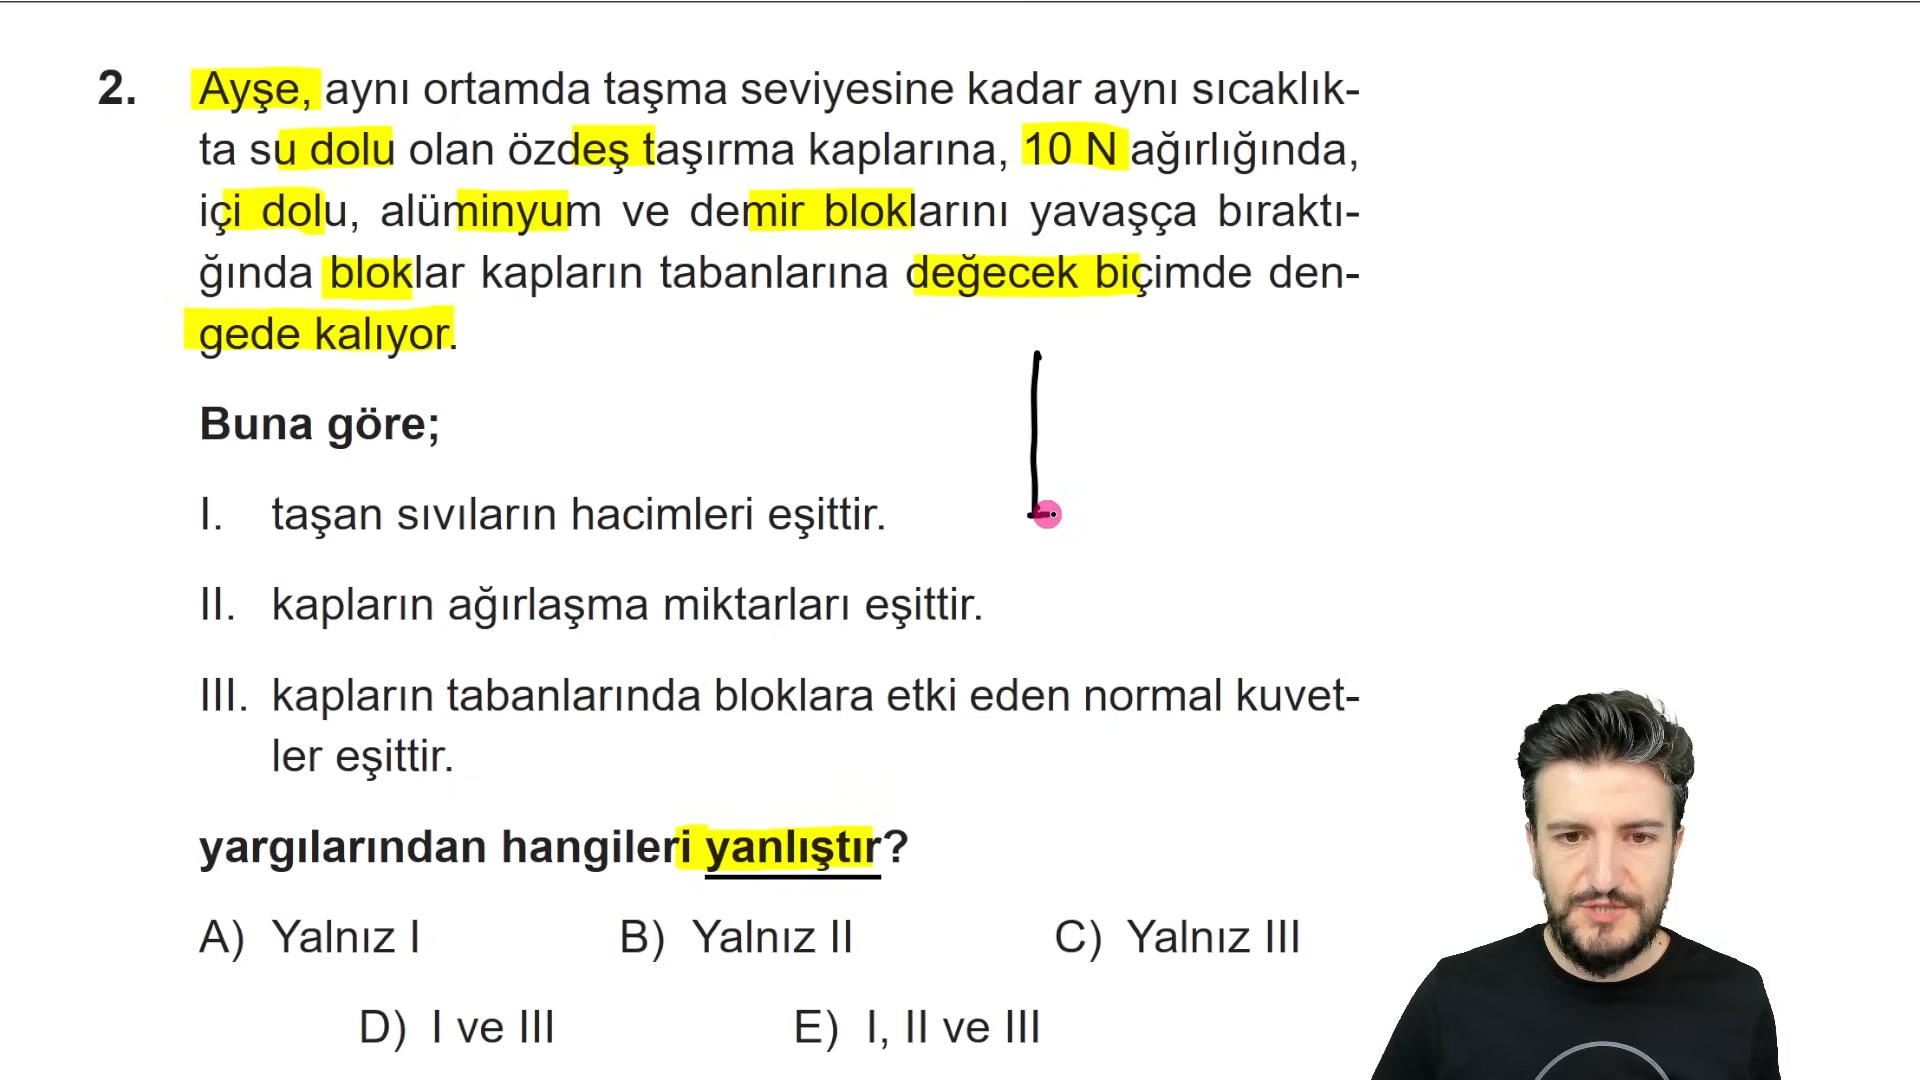 2. Ayşe, aynı ortamda taşma seviyesine kadar aynı sıcaklık-
ta su dolu olan özdeş taşırma kaplarına, 10 N ağırlığında,
içi dolu, alüminyum ve demir bloklarını yavaşça bıraktı-
ğında bloklar kapların tabanlarına değecek biçimde den-
gede kalıyor.
Buna göre;
I. taşan sıvıların hacimleri eşittir.
II. kapların ağırlaşma miktarları eşittir.
III. kapların tabanlarında bloklara etki eden normal kuvet-
ler eşittir.
yargılarından hangileri yanlıştır?
A) Yalnız I B) Yalnız II C) Yalnız III
D) I ve III E) I, II ve III